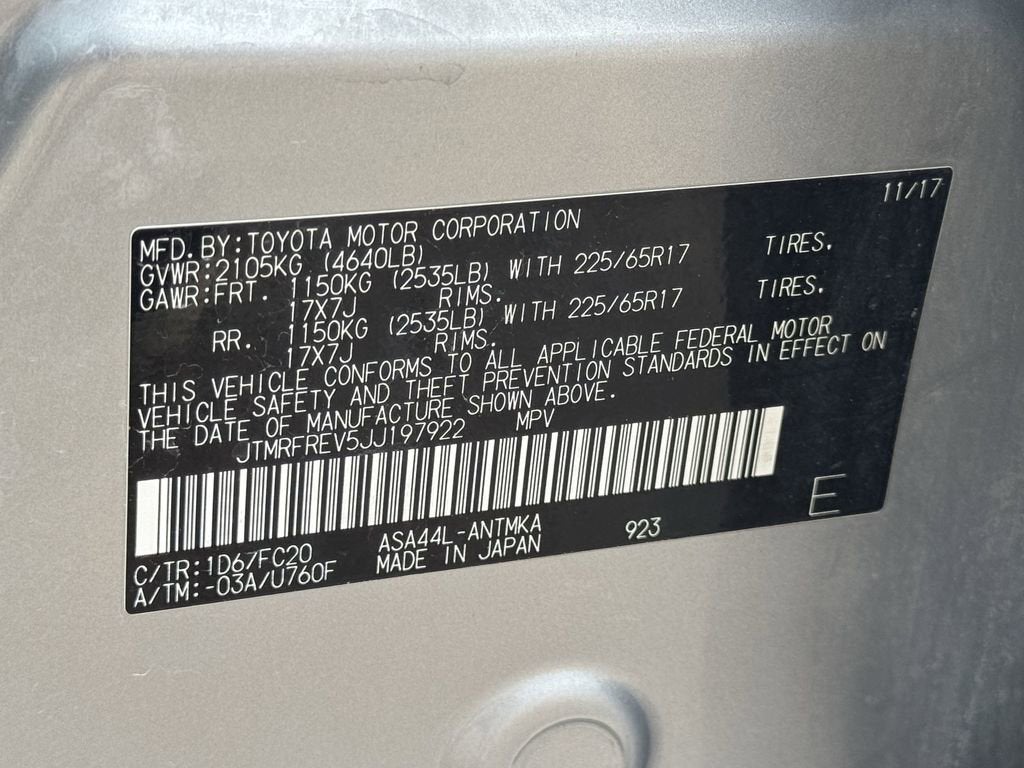 11/17
MFD. BY:TOYOTA MOTOR CORPORATION
GVWR:2105KG (4640LB)
GAWR:FRT. 1150KG (2535LB) WITH 225/65R17 TIRES.
17X7J RIMS.
RR. 1150KG (2535LB) WITH 225/65R17 TIRES.
17X7J RIMS.
THIS VEHICLE CONFORMS TO ALL APPLICABLE FEDERAL MOTOR
VEHICLE SAFETY AND THEFT PREVENTION STANDARDS IN EFFECT ON
THE DATE OF MANUFACTURE SHOWN ABOVE.
JTMRFREV5JJ197922 MPV
C/TR:1D67/FC20 ASA44L-ANTMKA 923 E
A/TM:-03A/U760F MADE IN JAPAN